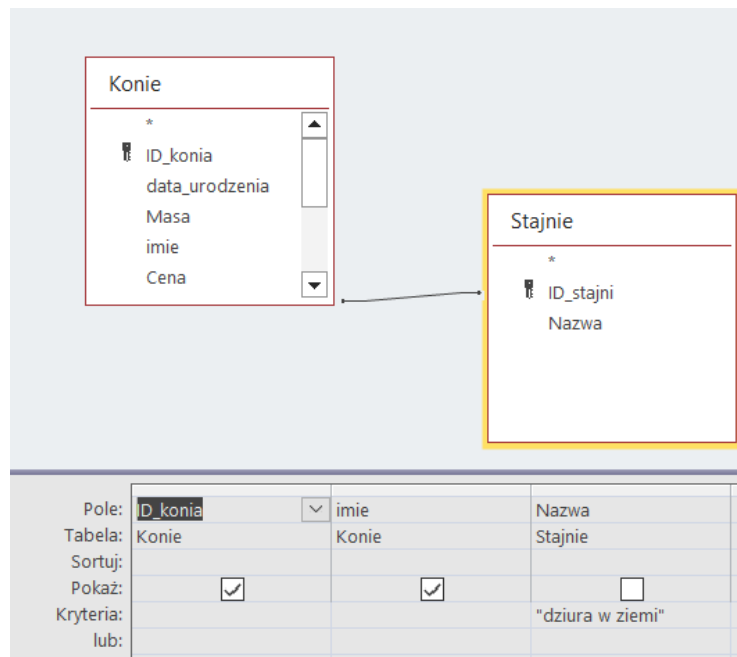 Konie
*
ID_konia
data_urodzenia
Masa
imie
Cena
Stajnie
*
ID_stajni
Nazwa
Pole: ID_konia imie Nazwa
Tabela: Konie Konie Stajnie
Sortuj:
Pokaż:
Kryteria: "dziura w ziemi"
lub: